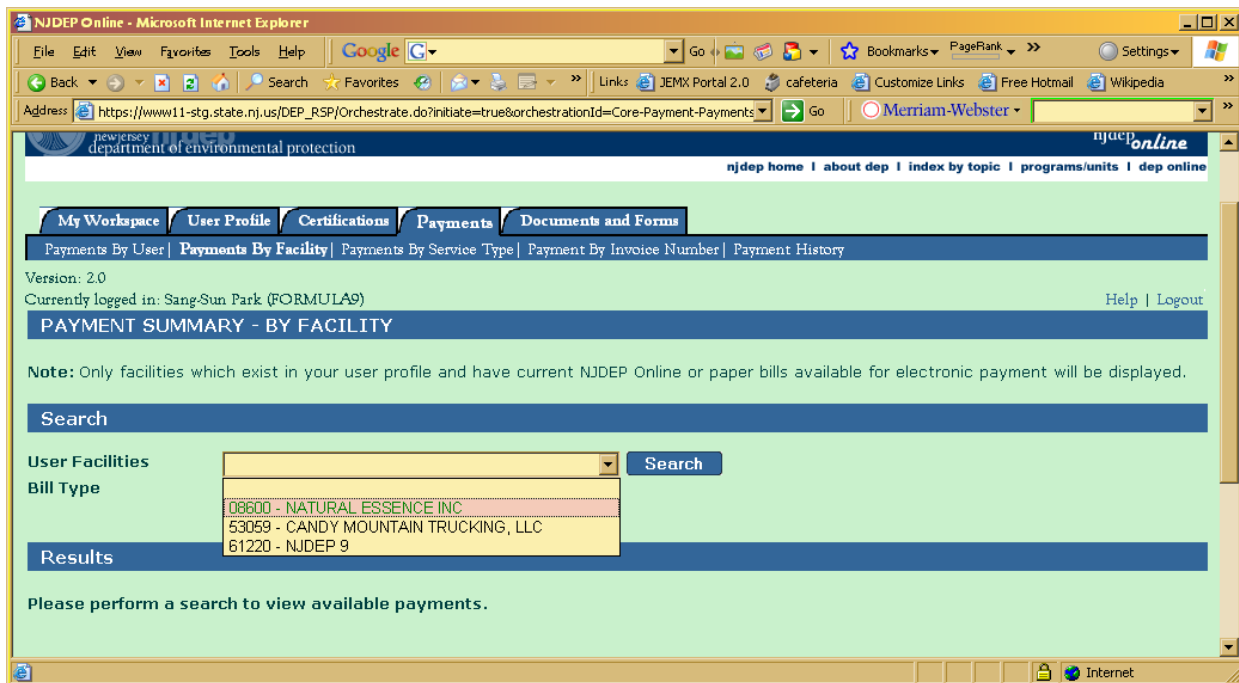 NJDEP Online - Microsoft Internet Explorer
File Edit View Favorites Tools Help Google G Go Bookmarks PageRank » Settings
Back Search Favorites » Links JEMX Portal 2.0 cafeteria Customize Links Free Hotmail Wikipedia »
Address https://www11-stg.state.nj.us/DEP_RSP/Orchestrate.do?initiate=true&orchestrationId=Core-Payment-Payments Go Merriam-Webster »
newjersey
department of environmental protection njdeponline
njdep home | about dep | index by topic | programs/units | dep online
My Workspace User Profile Certifications Payments Documents and Forms
Payments By User | Payments By Facility | Payments By Service Type | Payment By Invoice Number | Payment History
Version: 2.0
Currently logged in: Sang-Sun Park (FORMULA9) Help | Logout
PAYMENT SUMMARY - BY FACILITY
Note: Only facilities which exist in your user profile and have current NJDEP Online or paper bills available for electronic payment will be displayed.
Search
User Facilities Search
Bill Type
08600 - NATURAL ESSENCE INC
53059 - CANDY MOUNTAIN TRUCKING, LLC
61220 - NJDEP 9
Results
Please perform a search to view available payments.
Internet